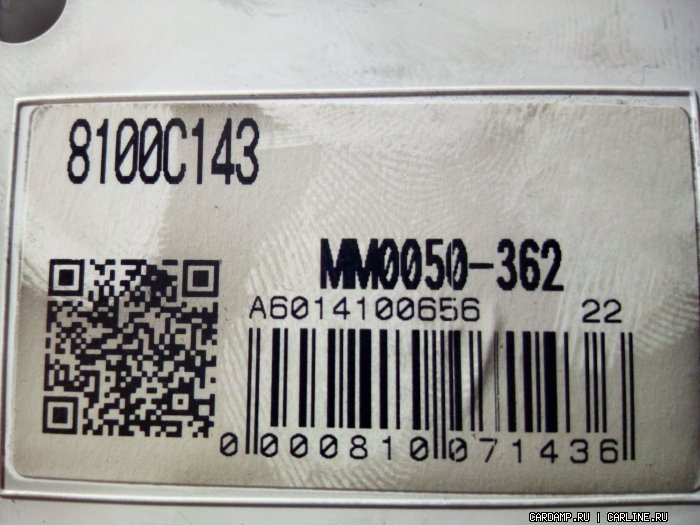 8100C143
MM0050-362
A6014100656 22
0 000810 071436
CARDAMP.RU | CARLINE.RU